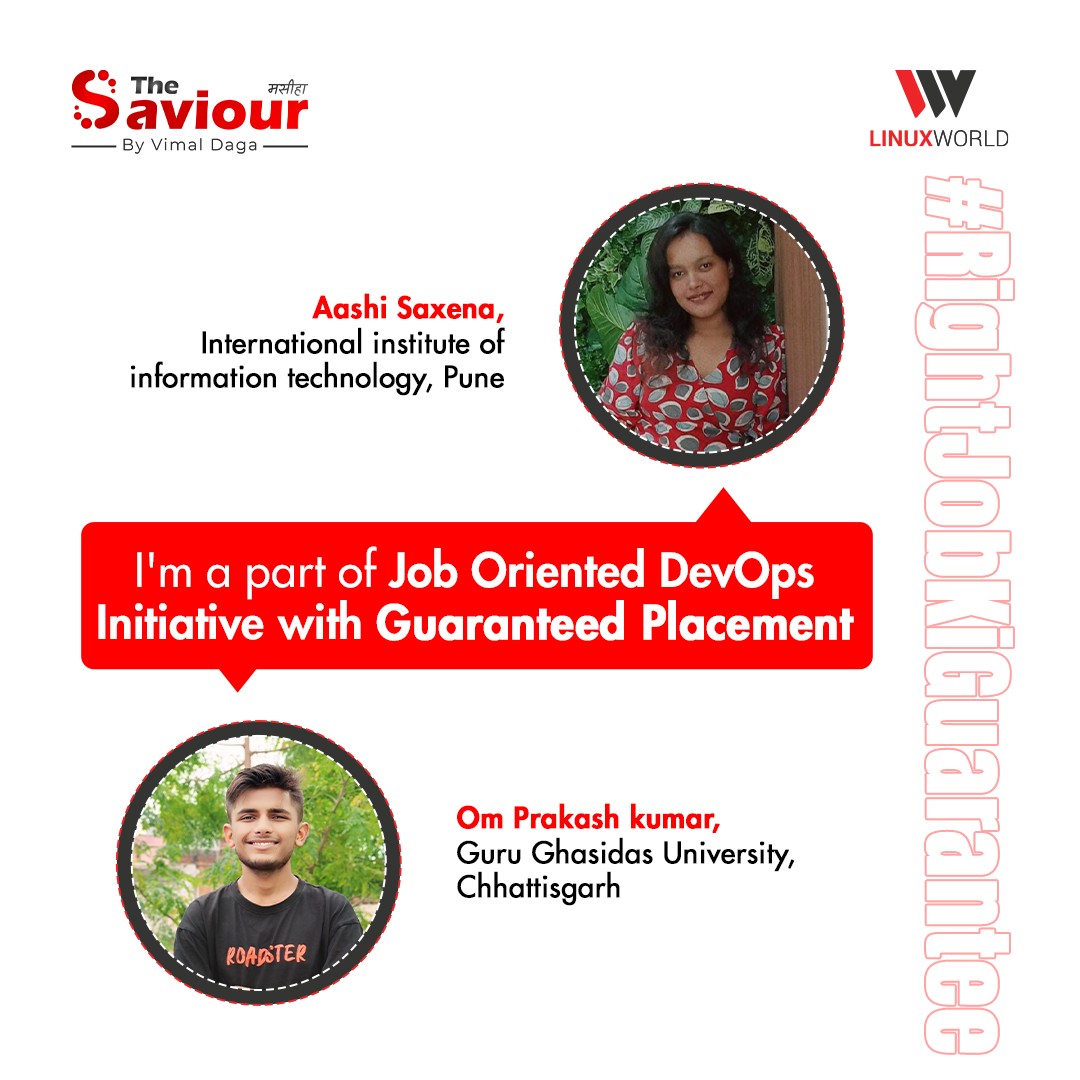 The मसीहा
Saviour
By Vimal Daga
LINUXWORLD
#RightJobKiGuarantee
Aashi Saxena,
International institute of
information technology, Pune
I'm a part of Job Oriented DevOps
Initiative with Guaranteed Placement
ROADSTER
Om Prakash kumar,
Guru Ghasidas University,
Chhattisgarh